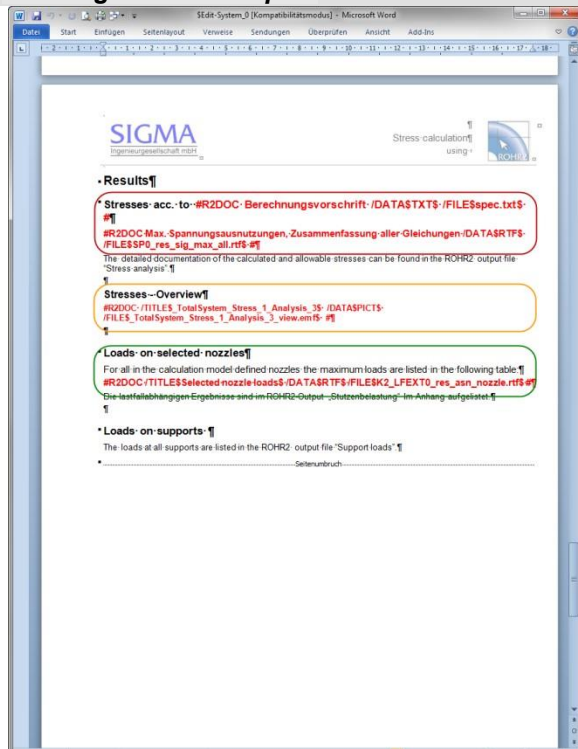 $Edit-System_0 [Kompatibilitätsmodus] - Microsoft Word
Datei Start Einfügen Seitenlayout Verweise Sendungen Überprüfen Ansicht Add-Ins
SIGMA
Ingenieurgesellschaft mbH
¶
Stress·calculation¶
using·
ROHR2
Results¶
Stresses·acc.·to··#R2DOC·Berechnungsvorschrift·/DATA$TXT$·/FILE$spec.txt$·
#¶
#R2DOC·Max.·Spannungsausnutzungen,·Zusammenfassung·aller·Gleichungen·/DATA$RTF$·
/FILE$SP0_res_sig_max_all.rtf$·#¶
The·detailed·documentation·of·the·calculated·and·allowable·stresses·can·be·found·in·the·ROHR2·output·file·
"Stress·analysis".¶
¶
Stresses·–·Overview¶
#R2DOC·/TITLE$_TotalSystem_Stress_1_Analysis_3$·/DATA$PICT$·
/FILE$_TotalSystem_Stress_1_Analysis_3_view.emf$·#¶
¶
Loads·on·selected·nozzles¶
For·all·in·the·calculation·model·defined·nozzles·the·maximum·loads·are·listed·in·the·following·table:¶
#R2DOC·/TITLE$Selected·nozzle·loads$·/DATA$RTF$·/FILE$K2_LFEXT0_res_asn_nozzle.rtf$·#¶
Die·lastfallabhängigen·Ergebnisse·sind·im·ROHR2-Output·„Stutzenbelastung“·Im·Anhang·aufgelistet.¶
¶
Loads·on·supports·¶
The·loads·at·all·supports·are·listed·in·the·ROHR2·output·file·"Support·loads".¶
Seitenumbruch